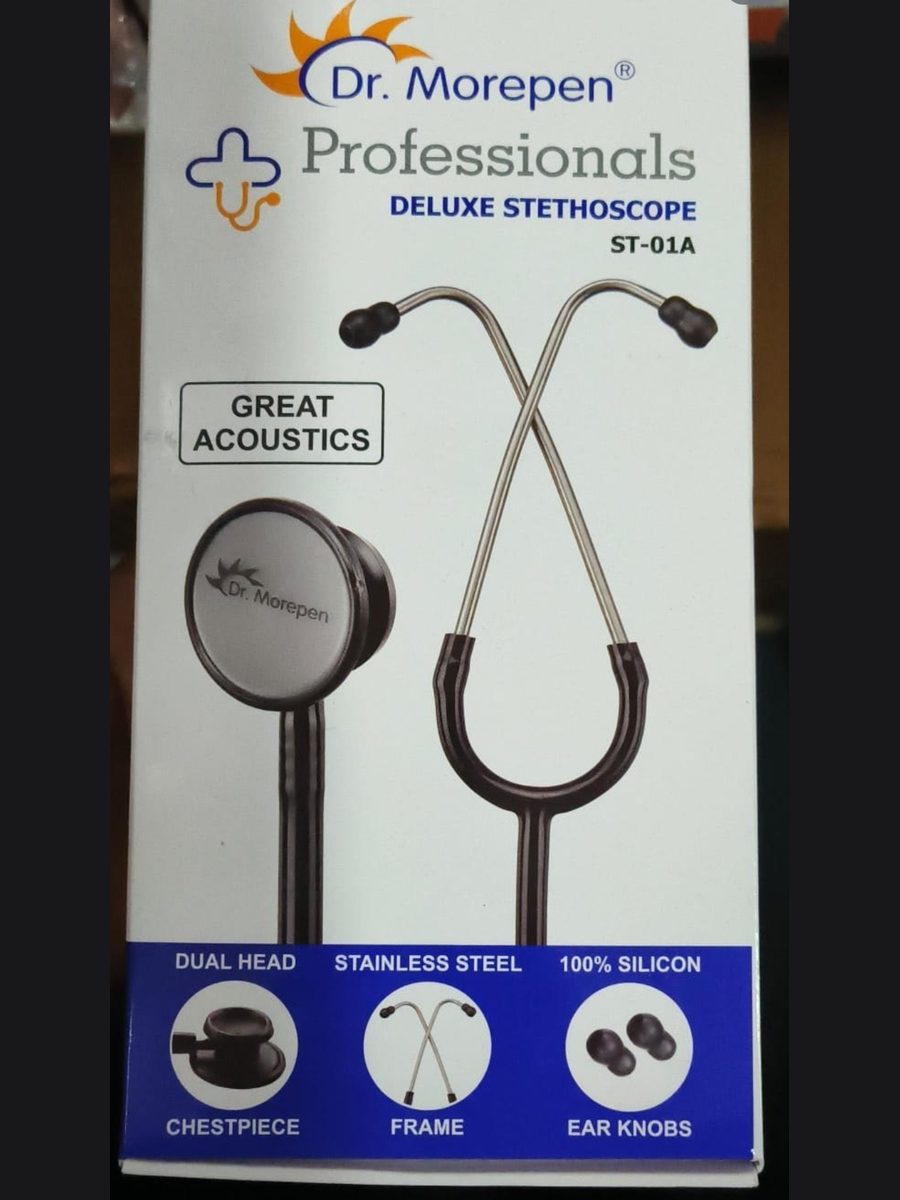 Dr. Morepen®
Professionals
DELUXE STETHOSCOPE
ST-01A
GREAT
ACOUSTICS
Dr. Morepen
DUAL HEAD
CHESTPIECE
STAINLESS STEEL
FRAME
100% SILICON
EAR KNOBS